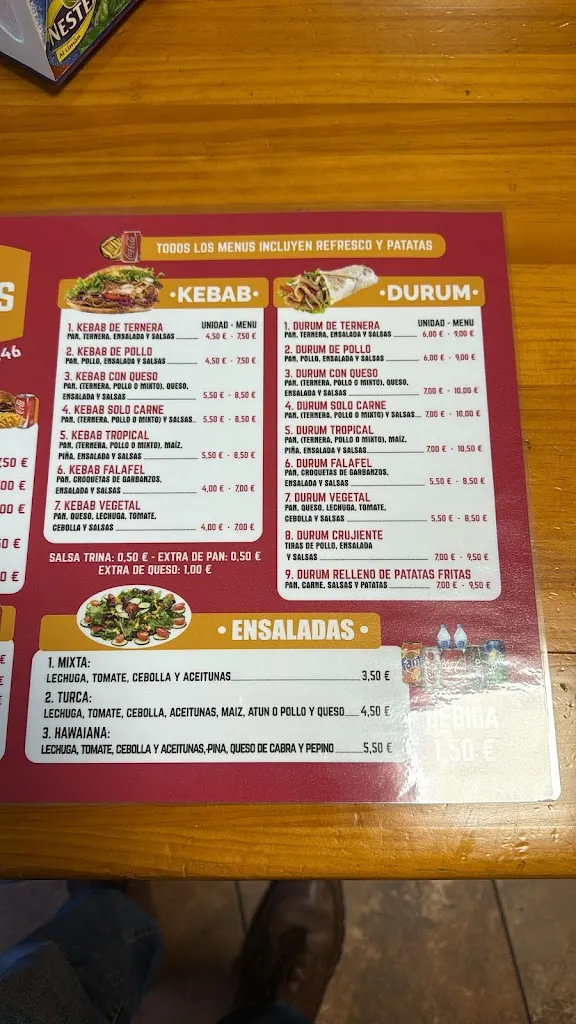 NESTE
Al Limón
TODOS LOS MENUS INCLUYEN REFRESCO Y PATATAS
S
,46
,50 €
00 €
00 €
50 €
0 €
€
€
€
•KEBAB•
UNIDAD - MENU
1. KEBAB DE TERNERA
PAN, TERNERA, ENSALADA Y SALSAS 4,50 € - 7,50 €
2. KEBAB DE POLLO
PAN, POLLO, ENSALADA Y SALSAS 4,50 € - 7,50 €
3. KEBAB CON QUESO
PAN, (TERNERA, POLLO O MIXTO), QUESO,
ENSALADA Y SALSAS 5,50 € - 8,50 €
4. KEBAB SOLO CARNE
PAN, (TERNERA, POLLO O MIXTO) Y SALSAS 5,50 € - 8,50 €
5. KEBAB TROPICAL
PAN, (TERNERA, POLLO O MIXTO), MAÍZ,
PIÑA, ENSALADA Y SALSAS 5,50 € - 8,50 €
6. KEBAB FALAFEL
PAN, CROQUETAS DE GARBANZOS,
ENSALADA Y SALSAS 4,00 € - 7,00 €
7. KEBAB VEGETAL
PAN, QUESO, LECHUGA, TOMATE,
CEBOLLA Y SALSAS 4,00 € - 7,00 €
SALSA TRINA: 0,50 € - EXTRA DE PAN: 0,50 €
EXTRA DE QUESO: 1,00 €
•DURUM•
UNIDAD - MENU
1. DURUM DE TERNERA
PAN, TERNERA, ENSALADA Y SALSAS 6,00 € - 9,00 €
2. DURUM DE POLLO
PAN, POLLO, ENSALADA Y SALSAS 6,00 € - 9,00 €
3. DURUM CON QUESO
PAN, (TERNERA, POLLO O MIXTO), QUESO,
ENSALADA Y SALSAS 7,00 € - 10,00 €
4. DURUM SOLO CARNE
PAN, (TERNERA, POLLO O MIXTO) Y SALSAS 7,00 € - 10,00 €
5. DURUM TROPICAL
PAN, (TERNERA, POLLO O MIXTO), MAÍZ,
PIÑA, ENSALADA Y SALSAS 7,00 € - 10,50 €
6. DURUM FALAFEL
PAN, CROQUETAS DE GARBANZOS,
ENSALADA Y SALSAS 5,50 € - 8,50 €
7. DURUM VEGETAL
PAN, QUESO, LECHUGA, TOMATE,
CEBOLLA Y SALSAS 5,50 € - 8,50 €
8. DURUM CRUJIENTE
TIRAS DE POLLO, ENSALADA
Y SALSAS 7,00 € - 9,50 €
9. DURUM RELLENO DE PATATAS FRITAS
PAN, CARNE, SALSAS Y PATATAS 7,00 € - 9,50 €
• ENSALADAS •
1. MIXTA:
LECHUGA, TOMATE, CEBOLLA Y ACEITUNAS 3,50 €
2. TURCA:
LECHUGA, TOMATE, CEBOLLA, ACEITUNAS, MAIZ, ATUN O POLLO Y QUESO 4,50 €
3. HAWAIANA:
LECHUGA, TOMATE, CEBOLLA Y ACEITUNAS,-PINA, QUESO DE CABRA Y PEPINO 5,50 €
BEBIDA
1,50 €